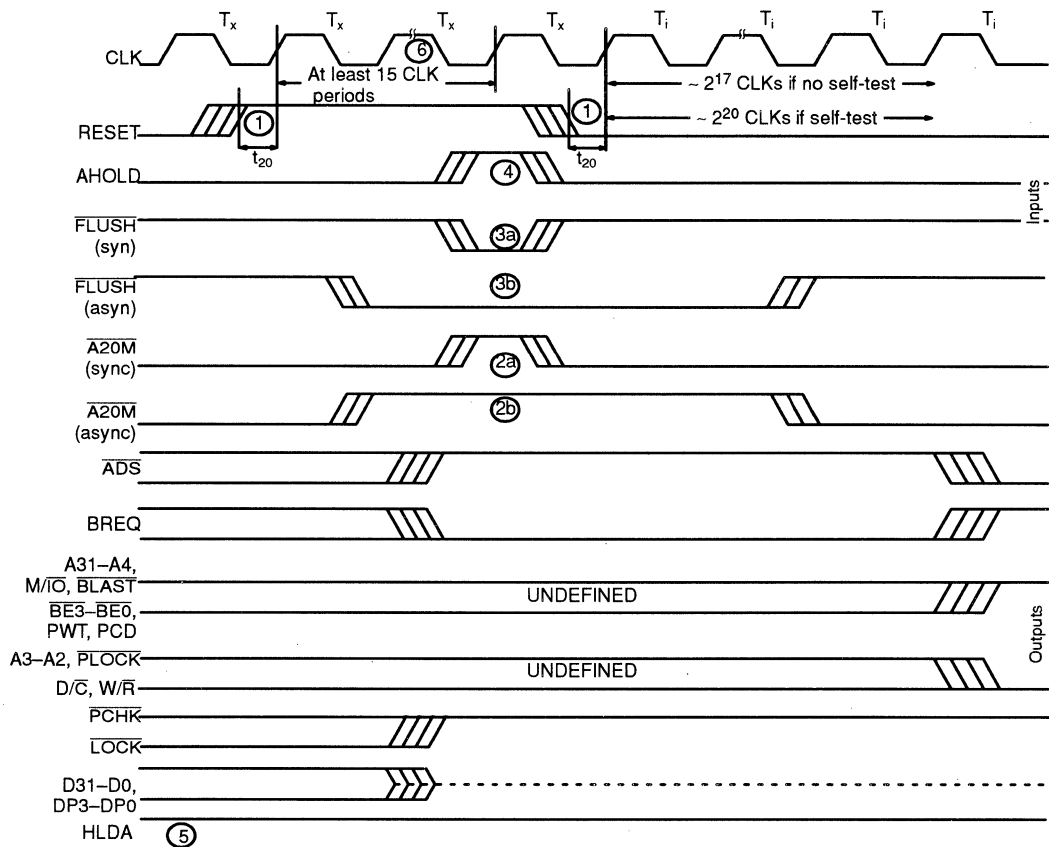 Tx Tx Tx Tx Ti Ti Ti Ti
CLK
6
At least 15 CLK
periods
~ 2^17 CLKs if no self-test
~ 2^20 CLKs if self-test
RESET
1
1
t20
t20
AHOLD
4
Inputs
FLUSH
(syn)
3a
FLUSH
(asyn)
3b
A20M
(sync)
2a
A20M
(async)
2b
ADS
BREQ
A31–A4,
M/IO, BLAST
BE3–BE0,
PWT, PCD
UNDEFINED
Outputs
A3–A2, PLOCK
D/C, W/R
UNDEFINED
PCHK
LOCK
D31–D0,
DP3–DP0
HLDA
5